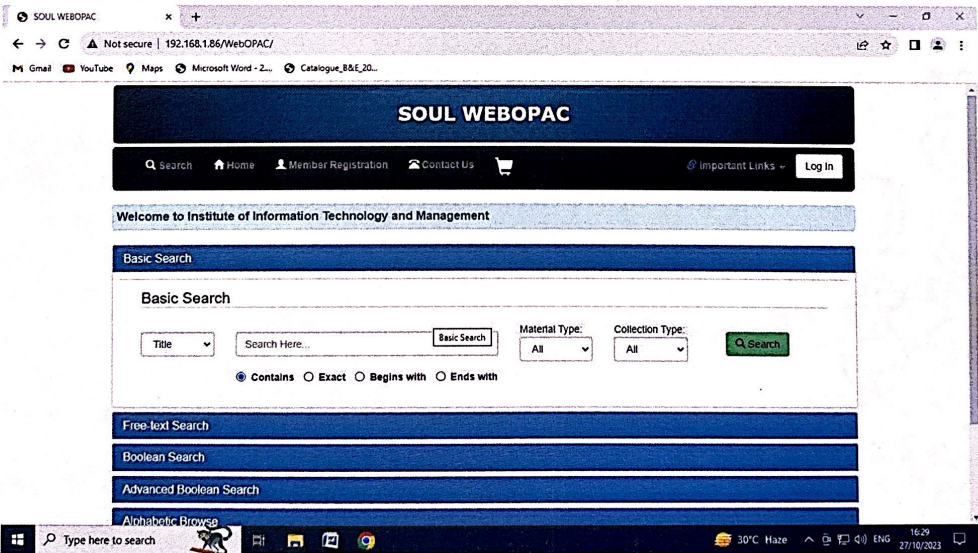 SOUL WEBOPAC
Not secure | 192.168.1.86/WebOPAC/
Gmail YouTube Maps Microsoft Word - 2... Catalogue_B&E_20...
SOUL WEBOPAC
Search Home Member Registration Contact Us Important Links Log In
Welcome to Institute of Information Technology and Management
Basic Search
Basic Search
Material Type: Collection Type:
Title Search Here... Basic Search All All Search
Contains Exact Begins with Ends with
Free-text Search
Boolean Search
Advanced Boolean Search
Alphabetic Browse
Type here to search 30°C Haze ENG 16:29
27/10/2023